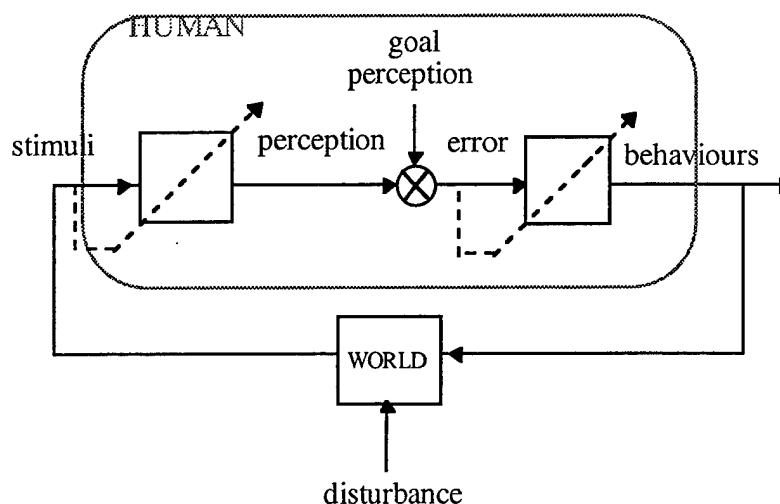 HUMAN
goal
perception
stimuli
perception
error
behaviours
WORLD
disturbance